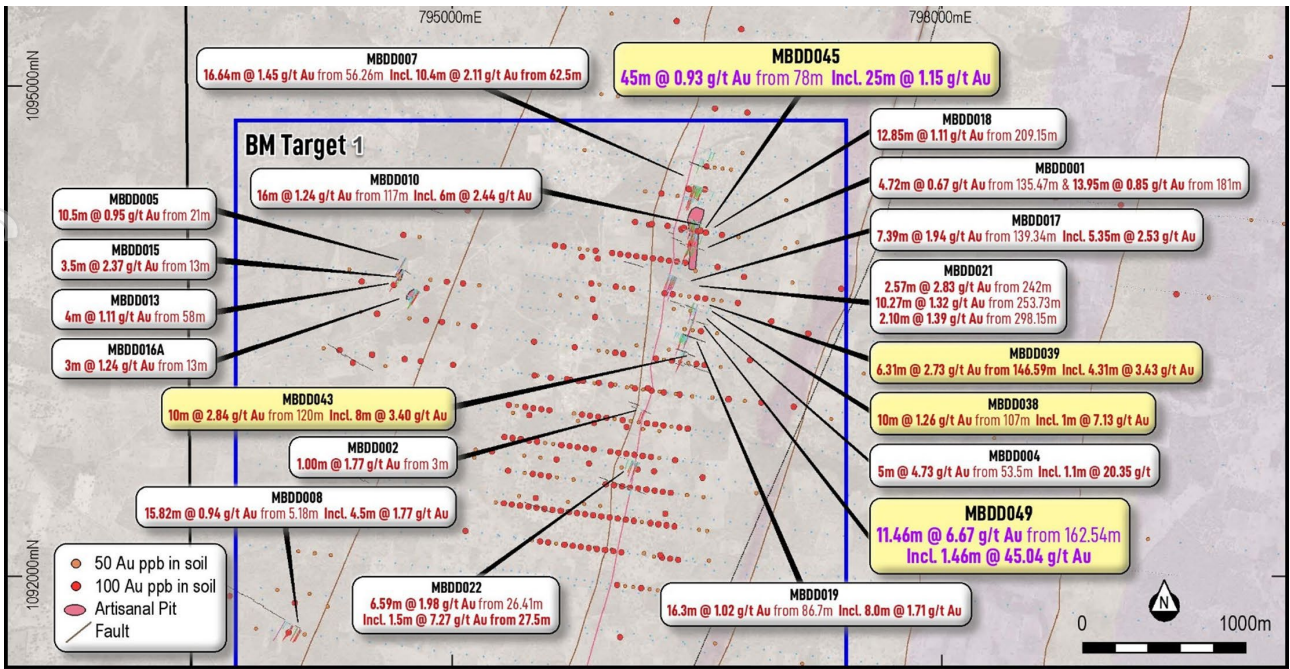 795000mE
798000mE
1095000mN
MBDD007
16.64m @ 1.45 g/t Au from 56.26m Incl. 10.4m @ 2.11 g/t Au from 62.5m
MBDD045
45m @ 0.93 g/t Au from 78m Incl. 25m @ 1.15 g/t Au
MBDD018
12.85m @ 1.11 g/t Au from 209.15m
BM Target 1
MBDD010
16m @ 1.24 g/t Au from 117m Incl. 6m @ 2.44 g/t Au
MBDD001
4.72m @ 0.67 g/t Au from 135.47m & 13.95m @ 0.85 g/t Au from 181m
MBDD005
10.5m @ 0.95 g/t Au from 21m
MBDD017
7.39m @ 1.94 g/t Au from 139.34m Incl. 5.35m @ 2.53 g/t Au
MBDD015
3.5m @ 2.37 g/t Au from 13m
MBDD021
2.57m @ 2.83 g/t Au from 242m
10.27m @ 1.32 g/t Au from 253.73m
2.10m @ 1.39 g/t Au from 298.15m
MBDD013
4m @ 1.11 g/t Au from 58m
MBDD016A
3m @ 1.24 g/t Au from 13m
MBDD039
6.31m @ 2.73 g/t Au from 146.59m Incl. 4.31m @ 3.43 g/t Au
MBDD043
10m @ 2.84 g/t Au from 120m Incl. 8m @ 3.40 g/t Au
MBDD038
10m @ 1.26 g/t Au from 107m Incl. 1m @ 7.13 g/t Au
MBDD002
1.00m @ 1.77 g/t Au from 3m
MBDD004
5m @ 4.73 g/t Au from 53.5m Incl. 1.1m @ 20.35 g/t
MBDD008
15.82m @ 0.94 g/t Au from 5.18m Incl. 4.5m @ 1.77 g/t Au
MBDD049
11.46m @ 6.67 g/t Au from 162.54m
Incl. 1.46m @ 45.04 g/t Au
1092000mN
50 Au ppb in soil
100 Au ppb in soil
Artisanal Pit
Fault
MBDD022
6.59m @ 1.98 g/t Au from 26.41m
Incl. 1.5m @ 7.27 g/t Au from 27.5m
MBDD019
16.3m @ 1.02 g/t Au from 86.7m Incl. 8.0m @ 1.71 g/t Au
N
0
1000m